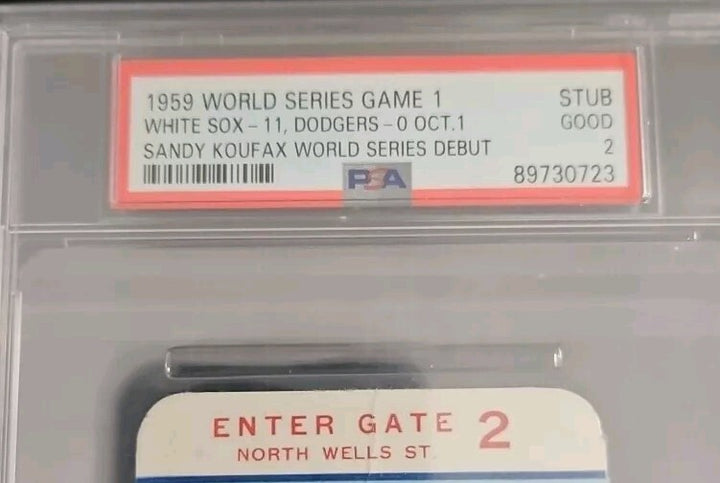 1959 WORLD SERIES GAME 1 STUB
WHITE SOX - 11, DODGERS - 0 OCT.1 GOOD
SANDY KOUFAX WORLD SERIES DEBUT 2
PSA 89730723
ENTER GATE 2
NORTH WELLS ST.